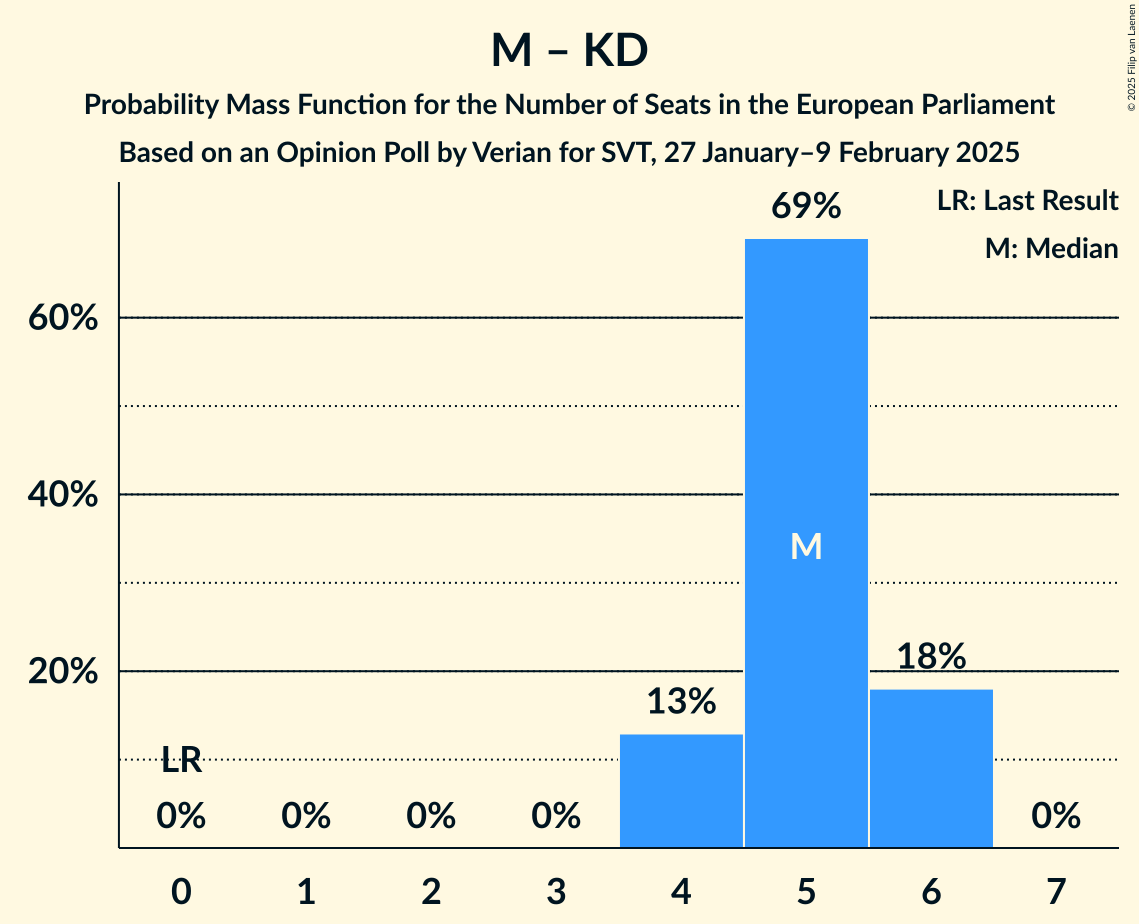 M – KD
Probability Mass Function for the Number of Seats in the European Parliament
Based on an Opinion Poll by Verian for SVT, 27 January–9 February 2025
© 2025 Filip van Laenen
LR: Last Result
M: Median
69%
60%
40%
M
20%
18%
13%
LR
0% 0% 0% 0% 0%
0 1 2 3 4 5 6 7